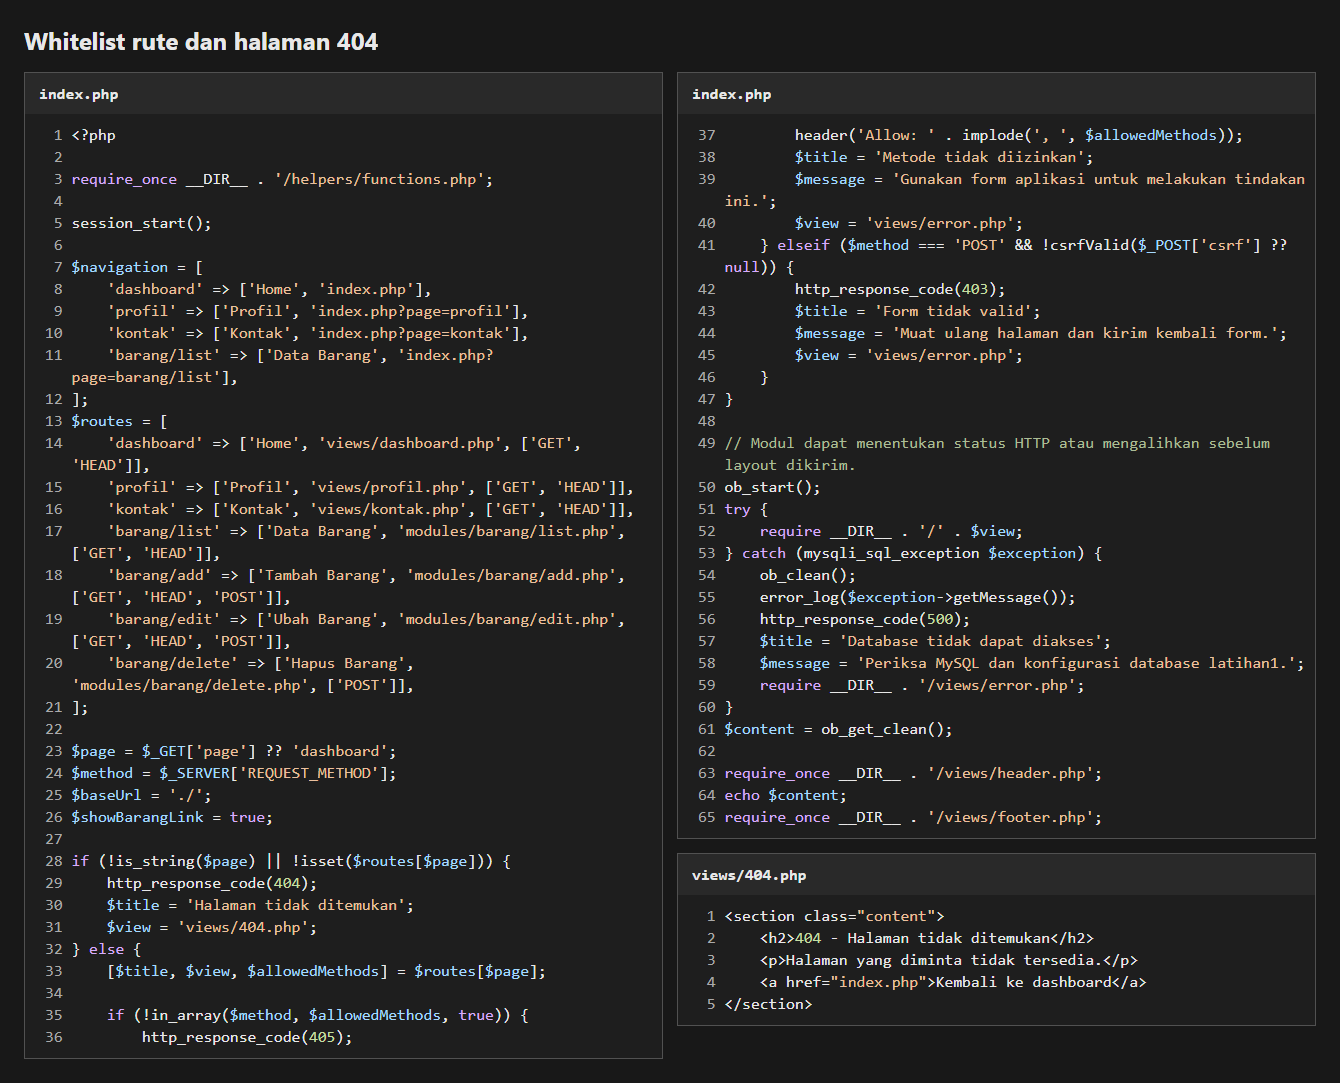 Whitelist rute dan halaman 404
index.php
1 <?php
2
3 require_once __DIR__ . '/helpers/functions.php';
4
5 session_start();
6
7 $navigation = [
8     'dashboard' => ['Home', 'index.php'],
9     'profil' => ['Profil', 'index.php?page=profil'],
10     'kontak' => ['Kontak', 'index.php?page=kontak'],
11     'barang/list' => ['Data Barang', 'index.php?
page=barang/list'],
12 ];
13 $routes = [
14     'dashboard' => ['Home', 'views/dashboard.php', ['GET',
'HEAD']],
15     'profil' => ['Profil', 'views/profil.php', ['GET', 'HEAD']],
16     'kontak' => ['Kontak', 'views/kontak.php', ['GET', 'HEAD']],
17     'barang/list' => ['Data Barang', 'modules/barang/list.php',
['GET', 'HEAD']],
18     'barang/add' => ['Tambah Barang', 'modules/barang/add.php',
['GET', 'HEAD', 'POST']],
19     'barang/edit' => ['Ubah Barang', 'modules/barang/edit.php',
['GET', 'HEAD', 'POST']],
20     'barang/delete' => ['Hapus Barang',
'modules/barang/delete.php', ['POST']],
21 ];
22
23 $page = $_GET['page'] ?? 'dashboard';
24 $method = $_SERVER['REQUEST_METHOD'];
25 $baseUrl = './';
26 $showBarangLink = true;
27
28 if (!is_string($page) || !isset($routes[$page])) {
29     http_response_code(404);
30     $title = 'Halaman tidak ditemukan';
31     $view = 'views/404.php';
32 } else {
33     [$title, $view, $allowedMethods] = $routes[$page];
34
35     if (!in_array($method, $allowedMethods, true)) {
36         http_response_code(405);
index.php
37         header('Allow: ' . implode(', ', $allowedMethods));
38         $title = 'Metode tidak diizinkan';
39         $message = 'Gunakan form aplikasi untuk melakukan tindakan
ini.';
40         $view = 'views/error.php';
41     } elseif ($method === 'POST' && !csrfValid($_POST['csrf'] ??
null)) {
42         http_response_code(403);
43         $title = 'Form tidak valid';
44         $message = 'Muat ulang halaman dan kirim kembali form.';
45         $view = 'views/error.php';
46     }
47 }
48
49 // Modul dapat menentukan status HTTP atau mengalihkan sebelum
layout dikirim.
50 ob_start();
51 try {
52     require __DIR__ . '/' . $view;
53 } catch (mysqli_sql_exception $exception) {
54     ob_clean();
55     error_log($exception->getMessage());
56     http_response_code(500);
57     $title = 'Database tidak dapat diakses';
58     $message = 'Periksa MySQL dan konfigurasi database latihan1.';
59     require __DIR__ . '/views/error.php';
60 }
61 $content = ob_get_clean();
62
63 require_once __DIR__ . '/views/header.php';
64 echo $content;
65 require_once __DIR__ . '/views/footer.php';
views/404.php
1 <section class="content">
2     <h2>404 - Halaman tidak ditemukan</h2>
3     <p>Halaman yang diminta tidak tersedia.</p>
4     <a href="index.php">Kembali ke dashboard</a>
5 </section>